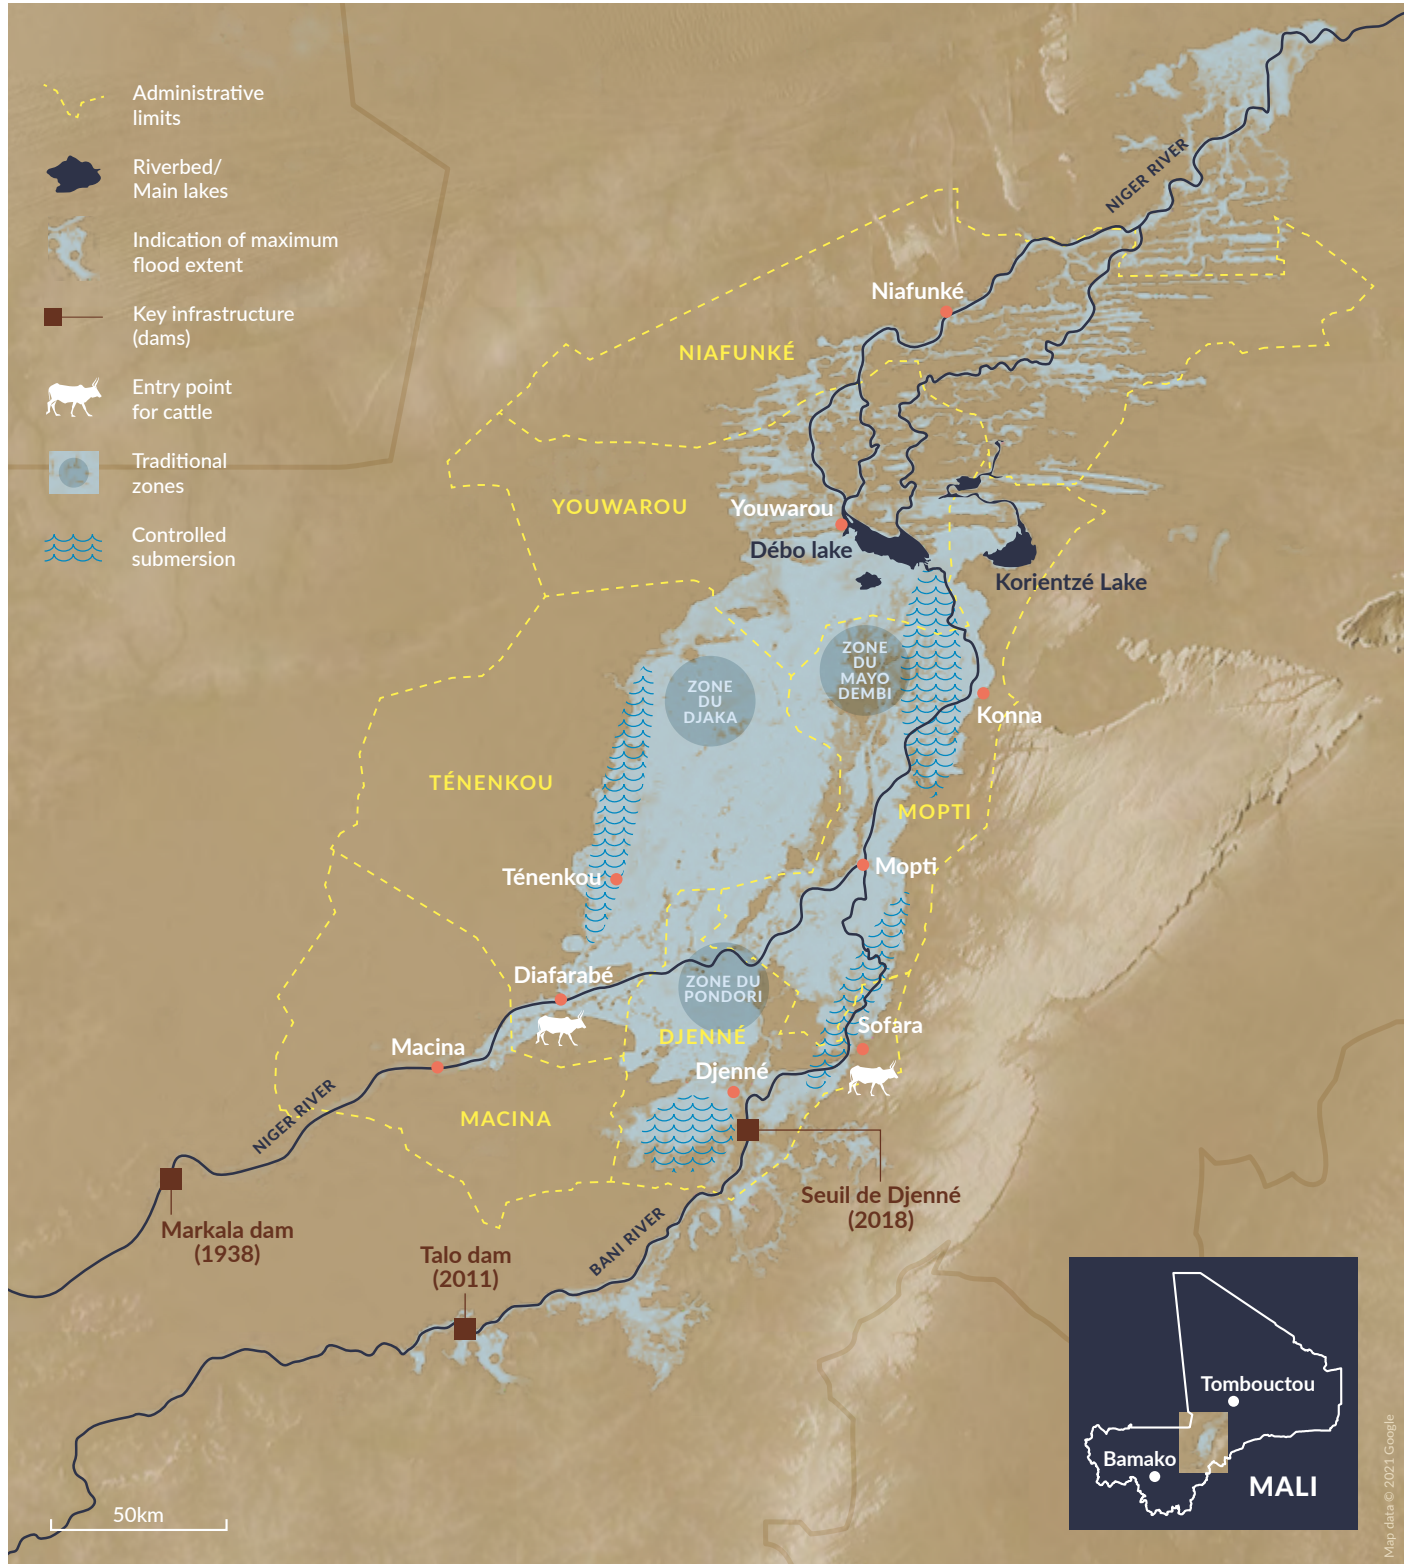 Administrative
limits
Riverbed/
Main lakes
Indication of maximum
flood extent
Key infrastructure
(dams)
Entry point
for cattle
Traditional
zones
Controlled
submersion
NIGER RIVER
Niafunké
NIAFUNKÉ
YOUWAROU
Youwarou
Débo lake
Korientzé Lake
ZONE
DU
MAYO
DEMBI
ZONE
DU
DJAKA
Konna
TÉNENKOU
MOPTI
Mopti
Ténenkou
Diafarabé
ZONE DU
PONDORI
Sofara
DJENNÉ
Macina
Djenné
NIGER RIVER
MACINA
Seuil de Djenné
(2018)
Markala dam
(1938)
BANI RIVER
Talo dam
(2011)
Tombouctou
Bamako
MALI
50km
Map data © 2021 Google